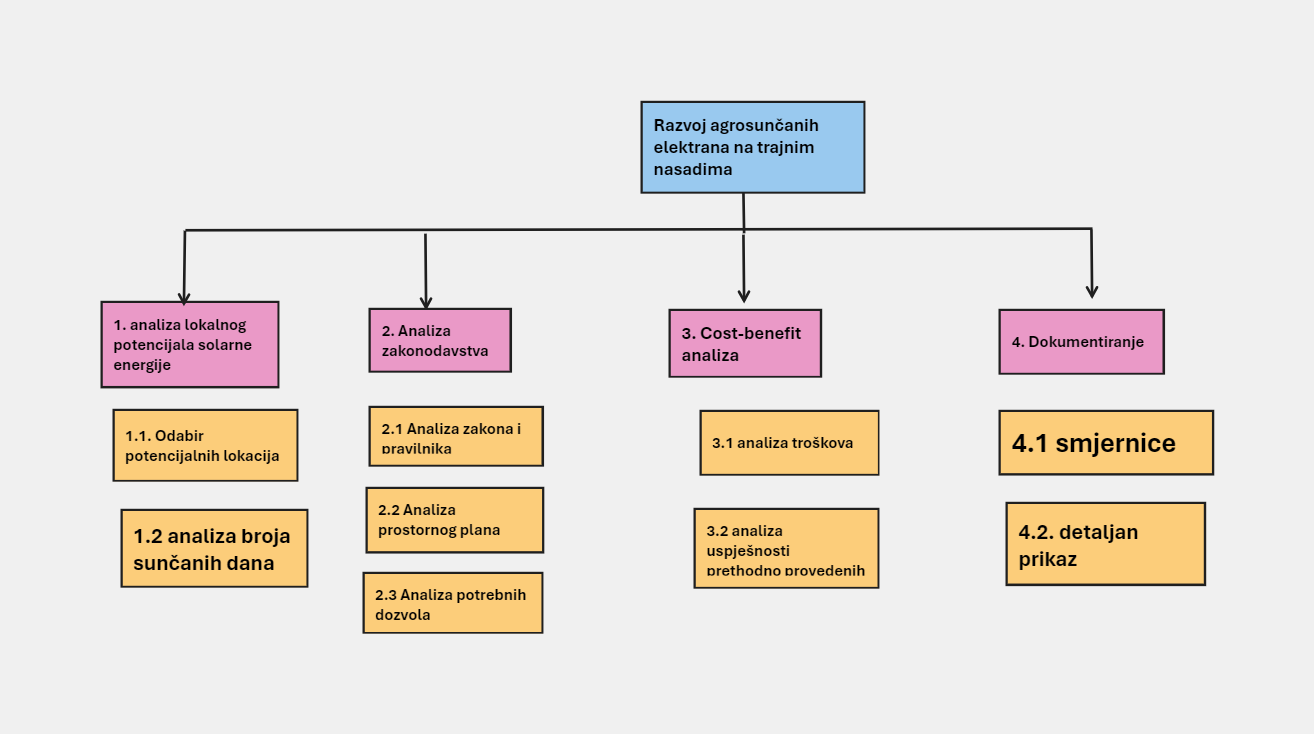 Razvoj agrosunčanih
elektrana na trajnim
nasadima
1. analiza lokalnog
potencijala solarne
energije
1.1. Odabir
potencijalnih lokacija
1.2 analiza broja
sunčanih dana
2. Analiza
zakonodavstva
2.1 Analiza zakona i
pravilnika
2.2 Analiza
prostornog plana
2.3 Analiza potrebnih
dozvola
3. Cost-benefit
analiza
3.1 analiza troškova
3.2 analiza
uspješnosti
prethodno provedenih
4. Dokumentiranje
4.1 smjernice
4.2. detaljan
prikaz